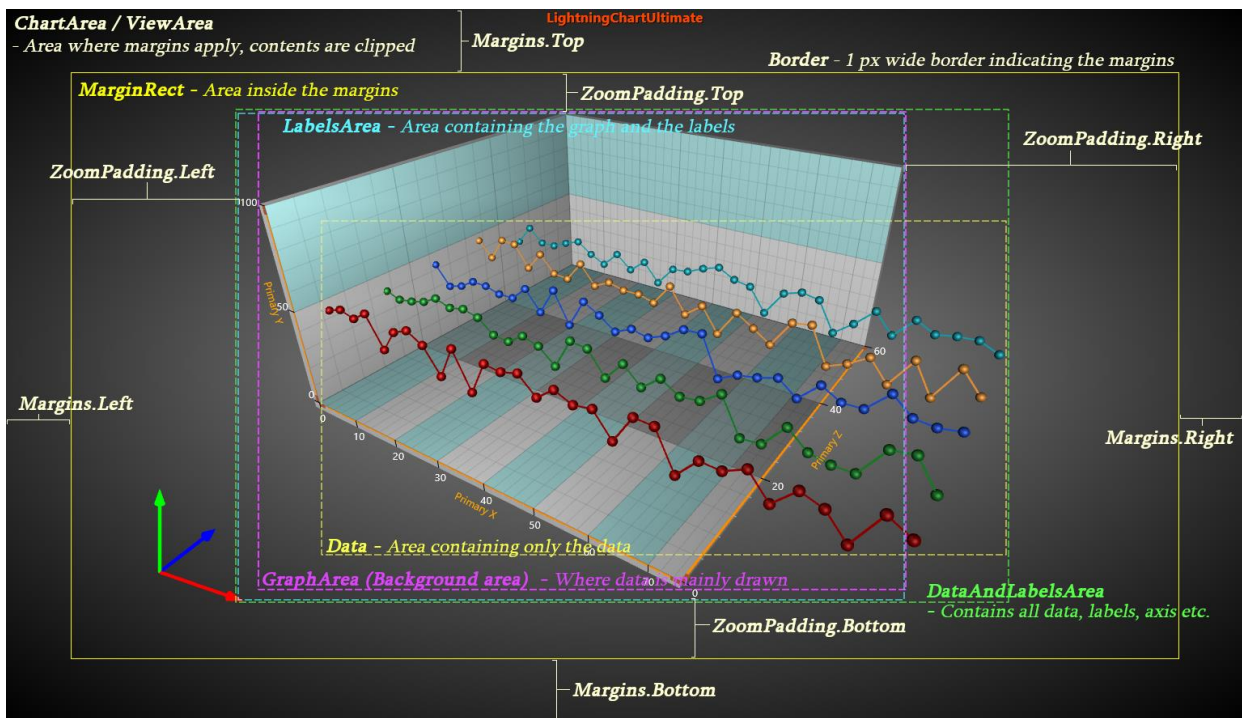 LightningChartUltimate
ChartArea / ViewArea
- Area where margins apply, contents are clipped
Margins.Top
Border - 1 px wide border indicating the margins
MarginRect - Area inside the margins
ZoomPadding.Top
LabelsArea - Area containing the graph and the labels
ZoomPadding.Right
ZoomPadding.Left
100
Primary Y
50
0
60
Margins.Left
0
10
40
Margins.Right
20
Primary Z
30
20
Primary X
40
50
Data - Area containing only the data
GraphArea (Background area) - Where data is mainly drawn
70
0
DataAndLabelsArea
- Contains all data, labels, axis etc.
ZoomPadding.Bottom
Margins.Bottom